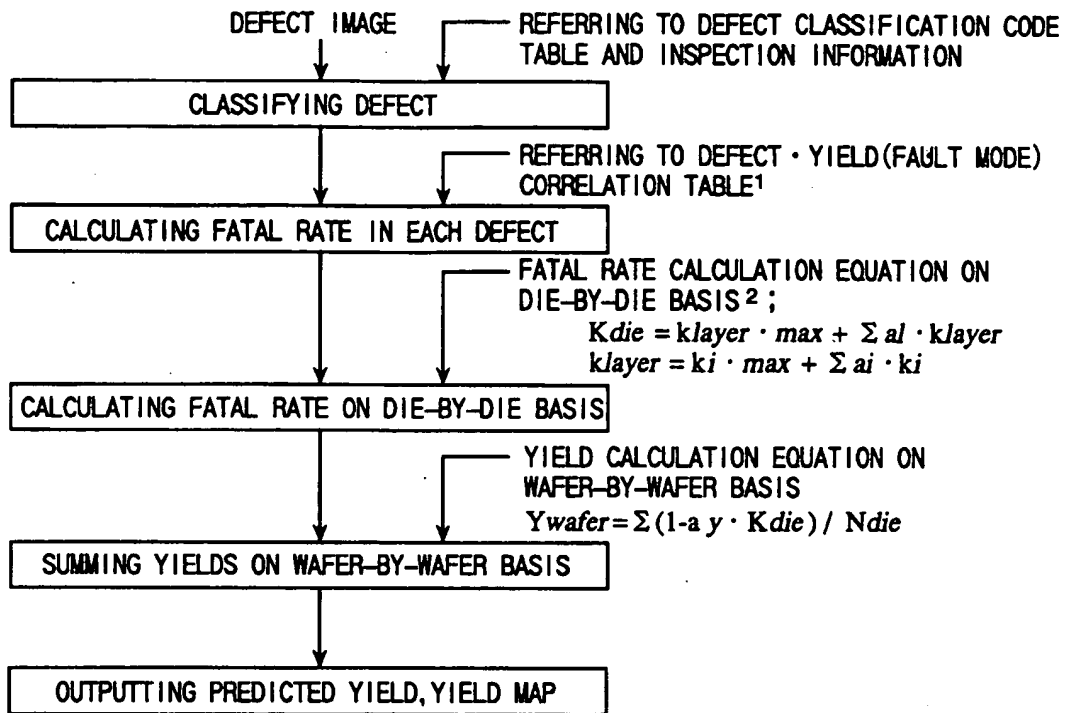 DEFECT IMAGE
REFERRING TO DEFECT CLASSIFICATION CODE
TABLE AND INSPECTION INFORMATION
CLASSIFYING DEFECT
REFERRING TO DEFECT · YIELD(FAULT MODE)
CORRELATION TABLE¹
CALCULATING FATAL RATE IN EACH DEFECT
FATAL RATE CALCULATION EQUATION ON
DIE-BY-DIE BASIS²;
Kdie = klayer · max + Σ al · klayer
klayer = ki · max + Σ ai · ki
CALCULATING FATAL RATE ON DIE-BY-DIE BASIS
YIELD CALCULATION EQUATION ON
WAFER-BY-WAFER BASIS
Ywafer=Σ(1-a y · Kdie)/ Ndie
SUMMING YIELDS ON WAFER-BY-WAFER BASIS
OUTPUTTING PREDICTED YIELD, YIELD MAP